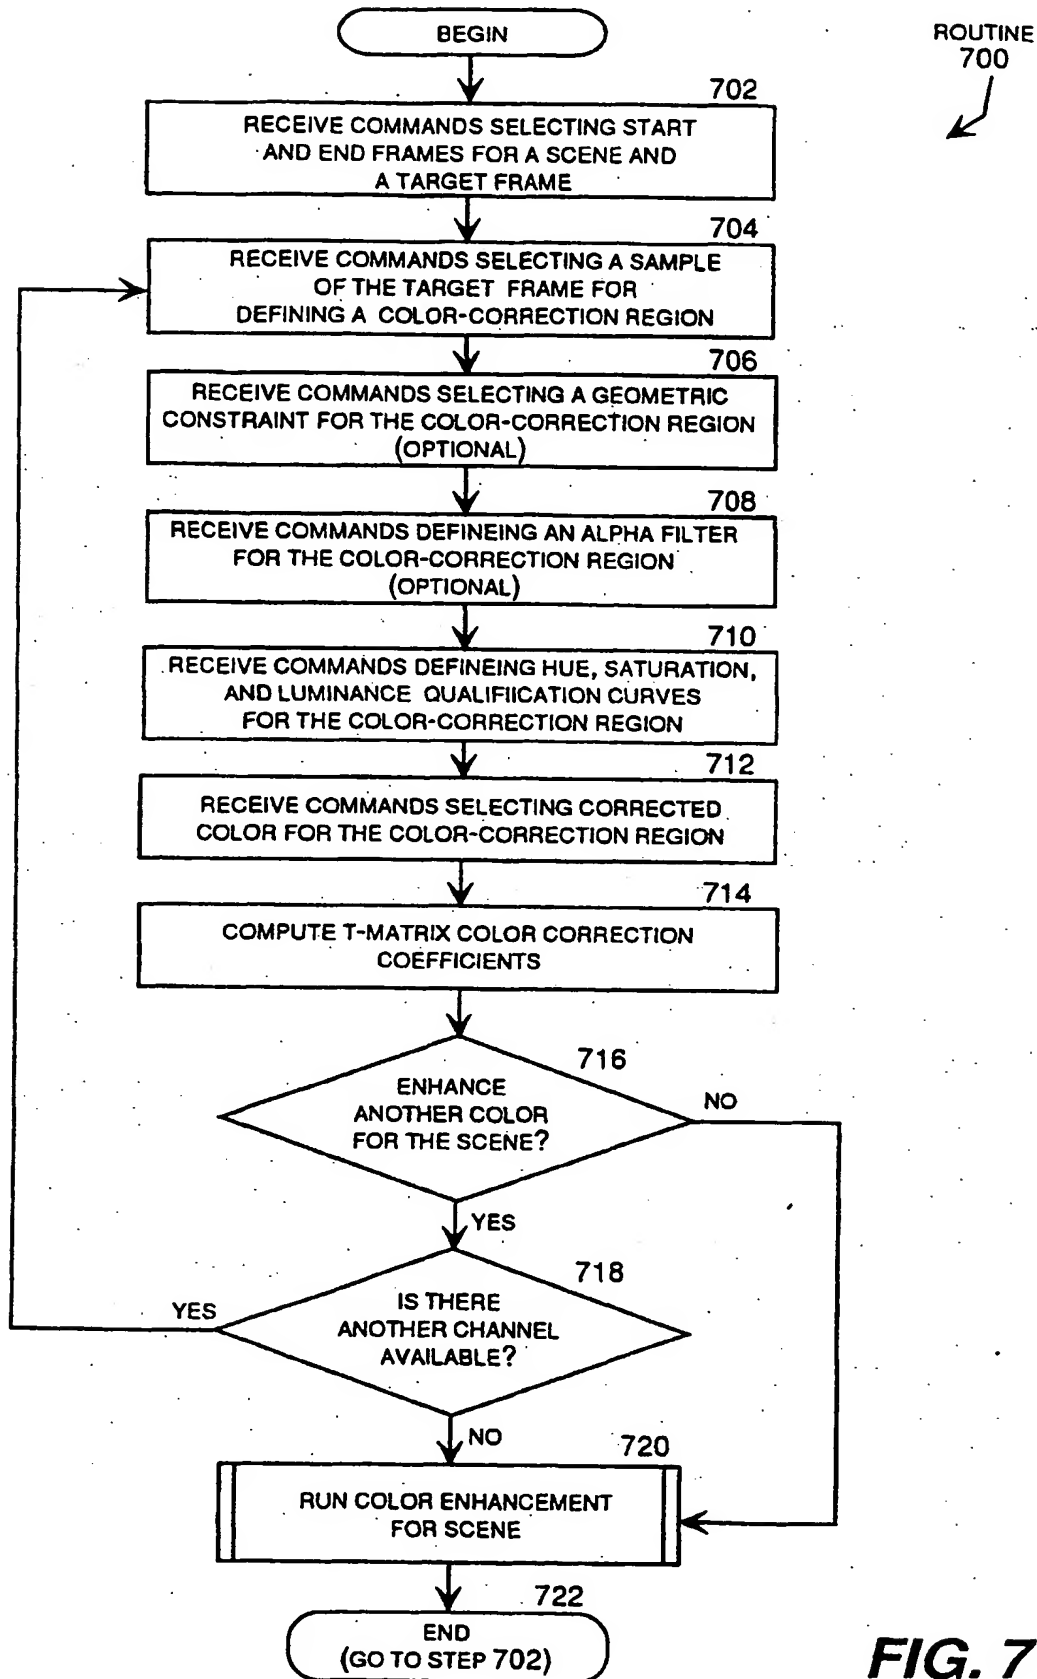 BEGIN
ROUTINE
700
702
RECEIVE COMMANDS SELECTING START
AND END FRAMES FOR A SCENE AND
A TARGET FRAME
704
RECEIVE COMMANDS SELECTING A SAMPLE
OF THE TARGET FRAME FOR
DEFINING A COLOR-CORRECTION REGION
706
RECEIVE COMMANDS SELECTING A GEOMETRIC
CONSTRAINT FOR THE COLOR-CORRECTION REGION
(OPTIONAL)
708
RECEIVE COMMANDS DEFINEING AN ALPHA FILTER
FOR THE COLOR-CORRECTION REGION
(OPTIONAL)
710
RECEIVE COMMANDS DEFINEING HUE, SATURATION,
AND LUMINANCE QUALIFIICATION CURVES
FOR THE COLOR-CORRECTION REGION
712
RECEIVE COMMANDS SELECTING CORRECTED
COLOR FOR THE COLOR-CORRECTION REGION
714
COMPUTE T-MATRIX COLOR CORRECTION
COEFFICIENTS
716
ENHANCE
ANOTHER COLOR
FOR THE SCENE?
NO
YES
718
IS THERE
ANOTHER CHANNEL
AVAILABLE?
YES
NO
720
RUN COLOR ENHANCEMENT
FOR SCENE
722
END
(GO TO STEP 702)
FIG. 7